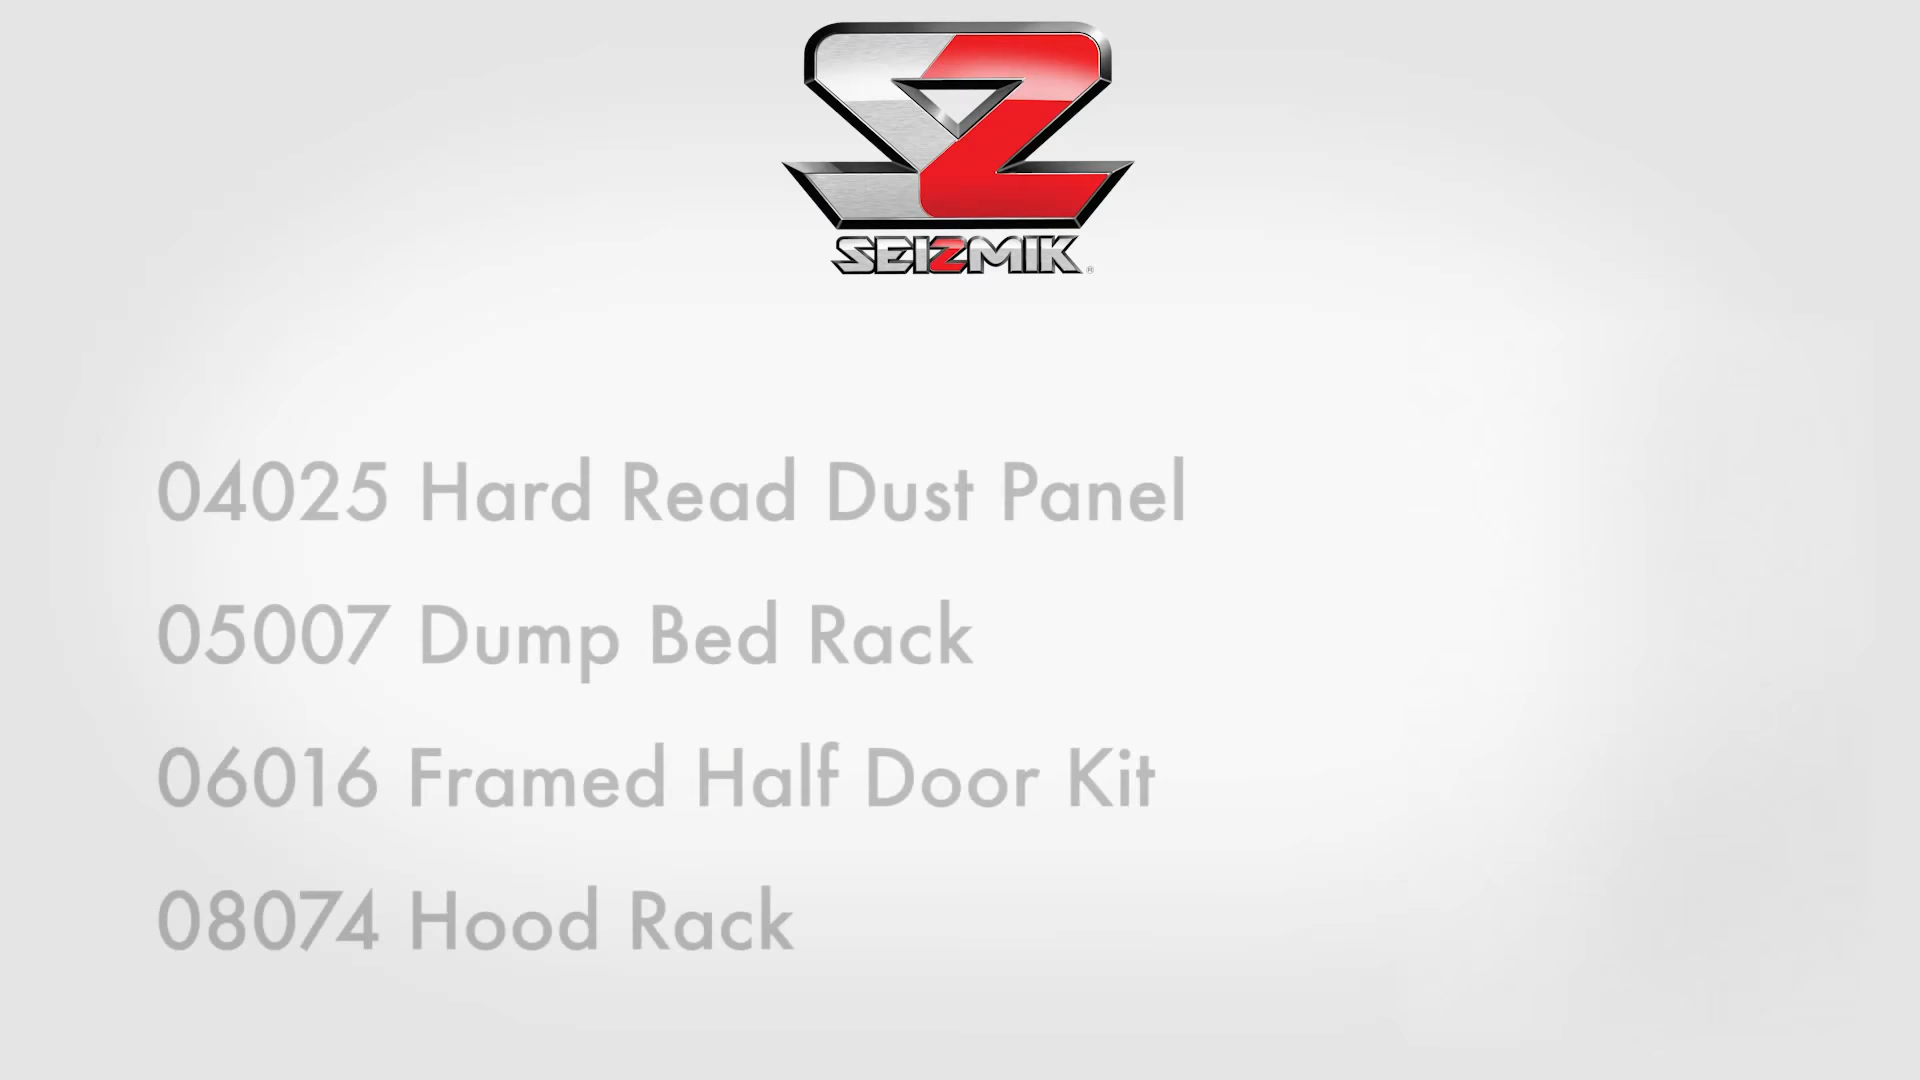 SEIZMIK®
04025 Hard Read Dust Panel
05007 Dump Bed Rack
06016 Framed Half Door Kit
08074 Hood Rack